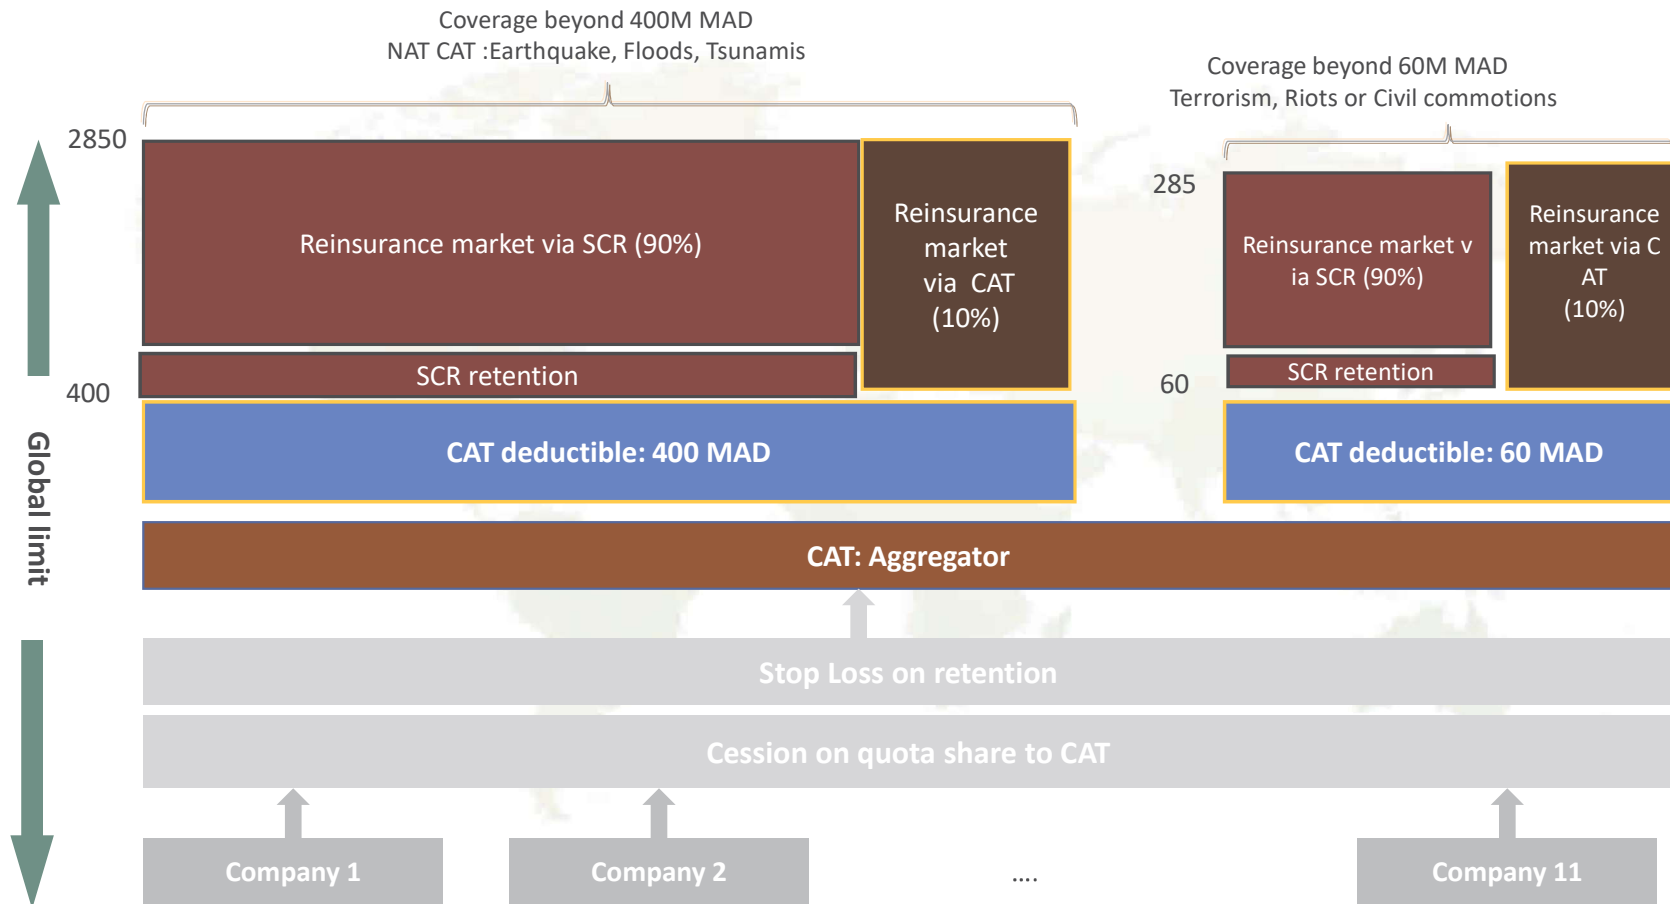 Coverage beyond 400M MAD
NAT CAT :Earthquake, Floods, Tsunamis
Coverage beyond 60M MAD
Terrorism, Riots or Civil commotions
2850
285
Reinsurance market via SCR (90%)
Reinsurance
market
via CAT
(10%)
Reinsurance market v
ia SCR (90%)
Reinsurance
market via C
AT
(10%)
SCR retention
SCR retention
400
60
CAT deductible: 400 MAD
CAT deductible: 60 MAD
Global limit
CAT: Aggregator
Stop Loss on retention
Cession on quota share to CAT
Company 1
Company 2
....
Company 11